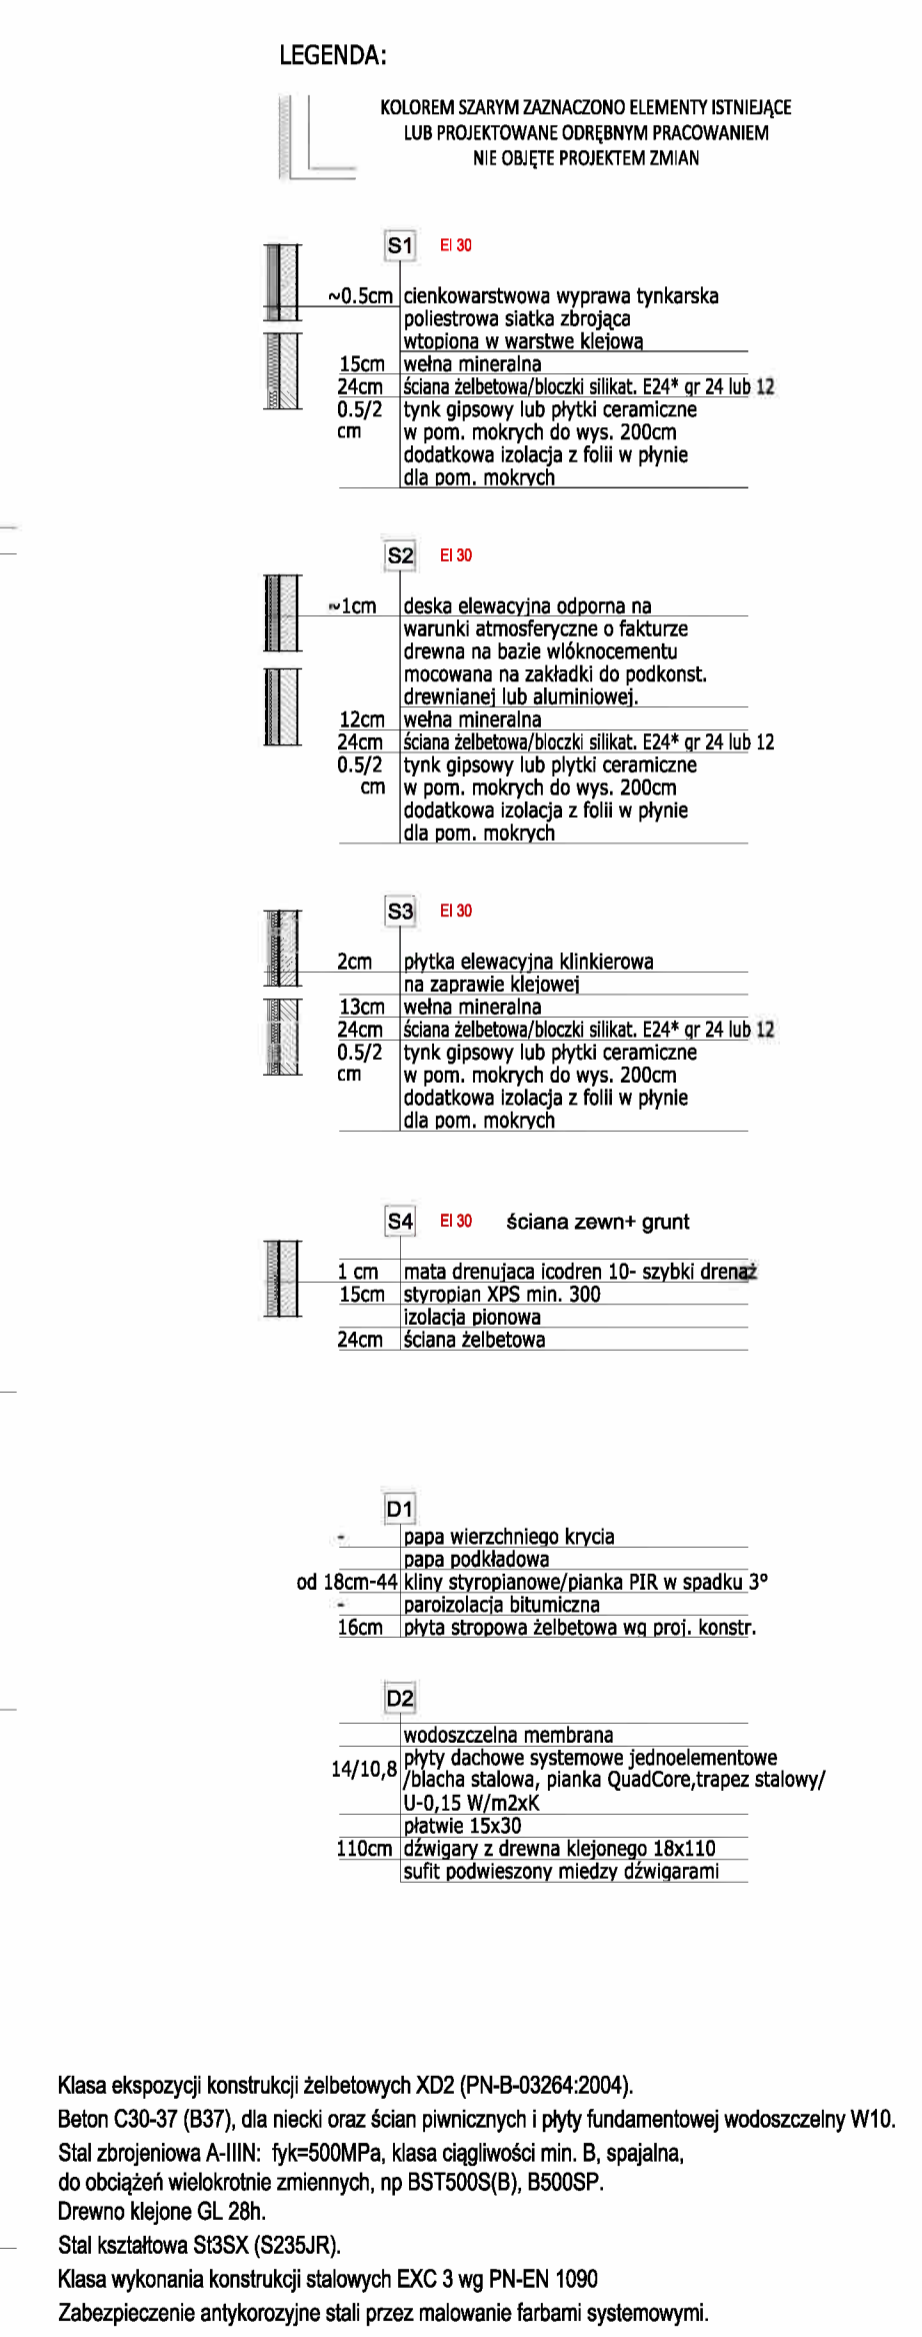 LEGENDA:
KOLOREM SZARYM ZAZNACZONO ELEMENTY ISTNIEJĄCE
LUB PROJEKTOWANE ODRĘBNYM PRACOWANIEM
NIE OBJĘTE PROJEKTEM ZMIAN
S1 EI 30
~0.5cm cienkowarstwowa wyprawa tynkarska
poliestrowa siatka zbrojąca
wtopiona w warstwe klejową
15cm wełna mineralna
24cm ściana żelbetowa/bloczki silikat. E24* gr 24 lub 12
0.5/2 tynk gipsowy lub płytki ceramiczne
cm w pom. mokrych do wys. 200cm
dodatkowa izolacja z folii w płynie
dla pom. mokrych
S2 EI 30
~1cm deska elewacyjna odporna na
warunki atmosferyczne o fakturze
drewna na bazie wlóknocementu
mocowana na zakładki do podkonst.
drewnianej lub aluminiowej.
12cm wełna mineralna
24cm ściana żelbetowa/bloczki silikat. E24* gr 24 lub 12
0.5/2 tynk gipsowy lub plytki ceramiczne
cm w pom. mokrych do wys. 200cm
dodatkowa izolacja z folii w płynie
dla pom. mokrych
S3 EI 30
2cm płytka elewacyjna klinkierowa
na zaprawie klejowej
13cm wełna mineralna
24cm ściana żelbetowa/bloczki silikat. E24* gr 24 lub 12
0.5/2 tynk gipsowy lub płytki ceramiczne
cm w pom. mokrych do wys. 200cm
dodatkowa izolacja z folii w płynie
dla pom. mokrych
S4 EI 30 ściana zewn+ grunt
1 cm mata drenujaca icodren 10- szybki drenaż
15cm styropian XPS min. 300
izolacja pionowa
24cm ściana żelbetowa
D1
- papa wierzchniego krycia
papa podkładowa
od 18cm-44 kliny styropianowe/pianka PIR w spadku 3°
- paroizolacja bitumiczna
16cm płyta stropowa żelbetowa wg proj. konstr.
D2
wodoszczelna membrana
14/10,8 płyty dachowe systemowe jednoelementowe
/blacha stalowa, pianka QuadCore,trapez stalowy/
U-0,15 W/m2xK
płatwie 15x30
110cm dźwigary z drewna klejonego 18x110
sufit podwieszony miedzy dźwigarami
Klasa ekspozycji konstrukcji żelbetowych XD2 (PN-B-03264:2004).
Beton C30-37 (B37), dla niecki oraz ścian piwnicznych i płyty fundamentowej wodoszczelny W10.
Stal zbrojeniowa A-IIIN: fyk=500MPa, klasa ciągliwości min. B, spajalna,
do obciążeń wielokrotnie zmiennych, np BST500S(B), B500SP.
Drewno klejone GL 28h.
Stal kształtowa St3SX (S235JR).
Klasa wykonania konstrukcji stalowych EXC 3 wg PN-EN 1090
Zabezpieczenie antykorozyjne stali przez malowanie farbami systemowymi.